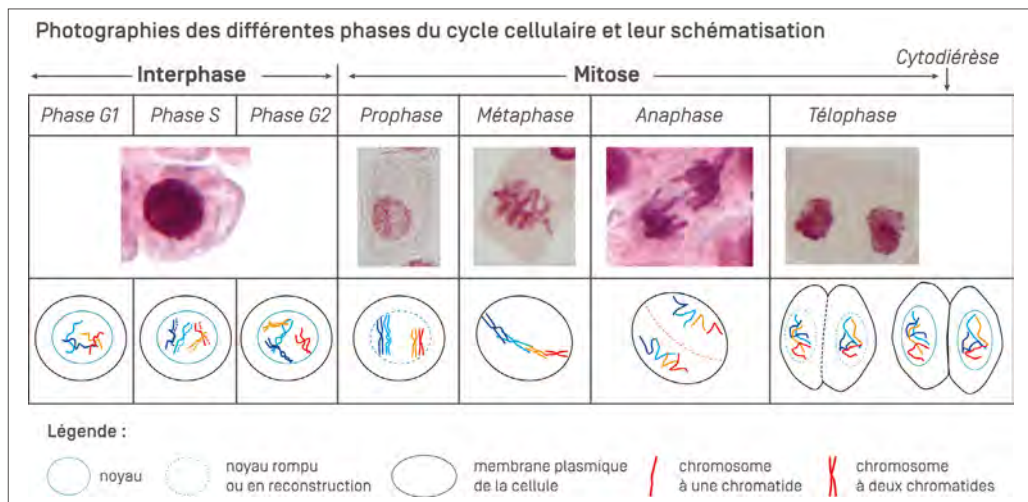 Photographies des différentes phases du cycle cellulaire et leur schématisation
Cytodiérèse
Interphase
Mitose
Phase G1
Phase S
Phase G2
Prophase
Métaphase
Anaphase
Télophase
Légende :
noyau
noyau rompu
ou en reconstruction
membrane plasmique
de la cellule
chromosome
à une chromatide
chromosome
à deux chromatides